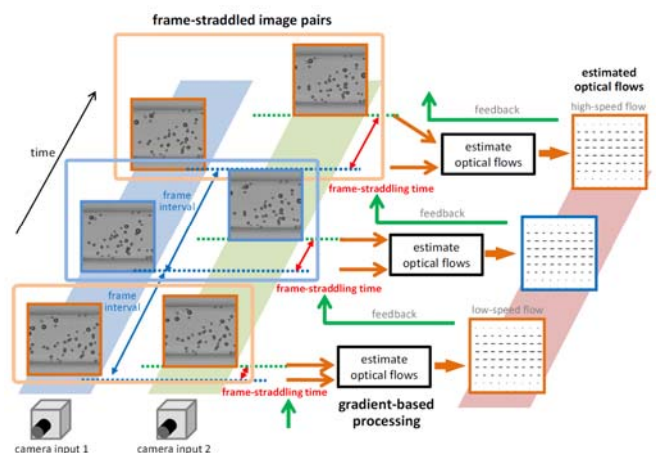 frame-straddled image pairs
estimated
optical flows
feedback
high-speed flow
time
estimate
optical flows
frame-straddling time
frame
interval
feedback
estimate
optical flows
frame-straddling time
frame
interval
feedback
low-speed flow
estimate
optical flows
frame-straddling time
gradient-based
processing
camera input 1
camera input 2